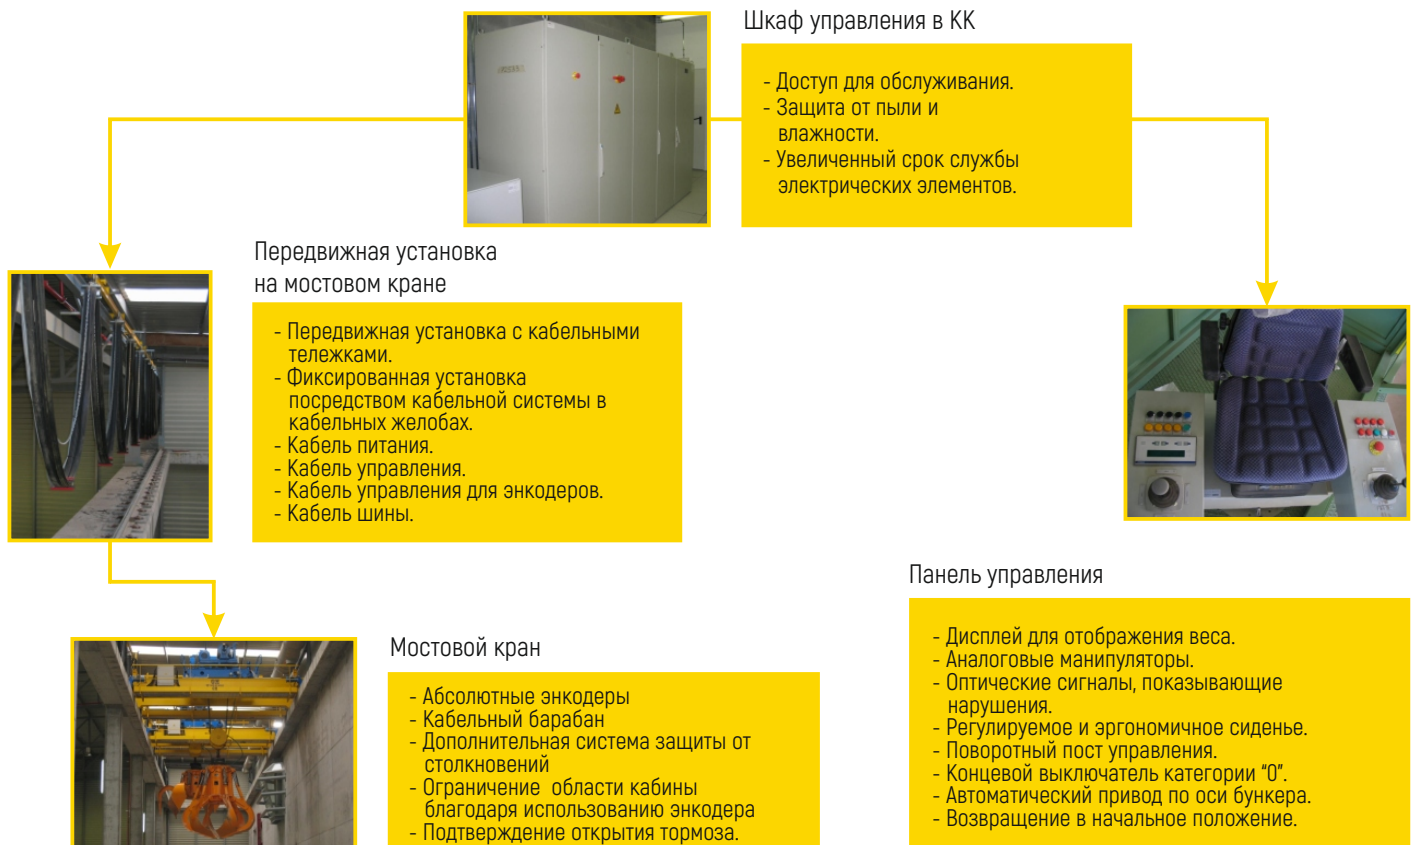 Шкаф управления в КК
- Доступ для обслуживания.
- Защита от пыли и
влажности.
- Увеличенный срок службы
электрических элементов.
Передвижная установка
на мостовом кране
- Передвижная установка с кабельными
тележками.
- Фиксированная установка
посредством кабельной системы в
кабельных желобах.
- Кабель питания.
- Кабель управления.
- Кабель управления для энкодеров.
- Кабель шины.
Мостовой кран
- Абсолютные энкодеры
- Кабельный барабан
- Дополнительная система защиты от
столкновений
- Ограничение области кабины
благодаря использованию энкодера
- Подтверждение открытия тормоза.
Панель управления
- Дисплей для отображения веса.
- Аналоговые манипуляторы.
- Оптические сигналы, показывающие
нарушения.
- Регулируемое и эргономичное сиденье.
- Поворотный пост управления.
- Концевой выключатель категории “0”.
- Автоматический привод по оси бункера.
- Возвращение в начальное положение.